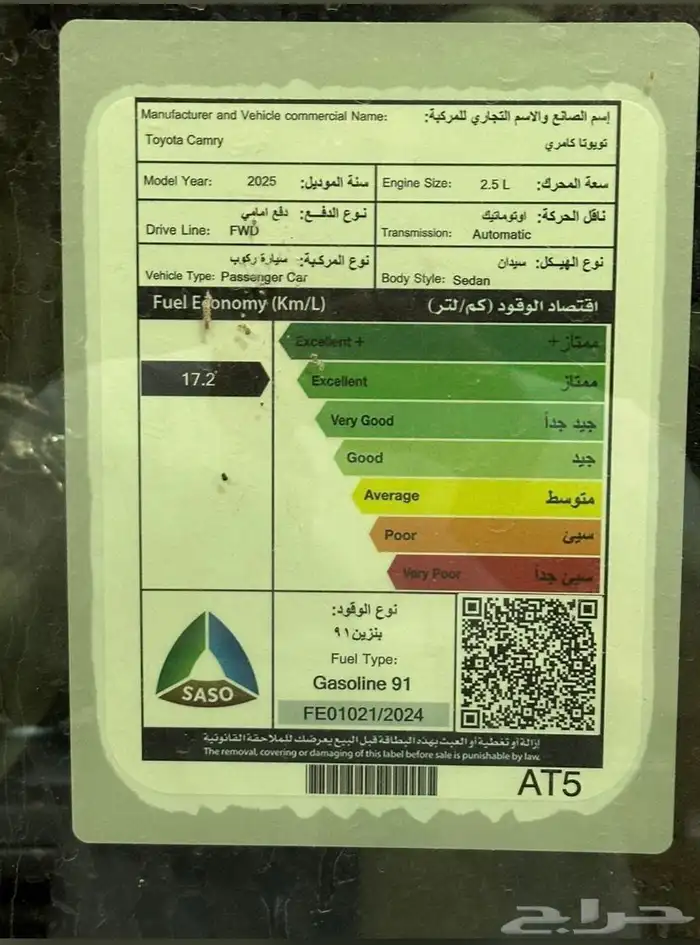 Manufacturer and Vehicle commercial Name: إسم الصانع والاسم التجاري للمركبة:
Toyota Camry تويوتا كامري
Model Year: 2025 سنة الموديل:
Engine Size: 2.5 L سعة المحرك:
نوع الدفع: دفع امامي
Drive Line: FWD
ناقل الحركة: اوتوماتيك
Transmission: Automatic
نوع المركبة: سيارة ركوب
Vehicle Type: Passenger Car
نوع الهيكل: سيدان
Body Style: Sedan
Fuel Economy (Km/L) اقتصاد الوقود (كم/لتر)
Excellent + ممتاز +
17.2
Excellent ممتاز
Very Good جيد جداً
Good جيد
Average متوسط
Poor سيئ
Very Poor سيئ جداً
SASO
نوع الوقود:
بنزين ٩١
Fuel Type:
Gasoline 91
FE01021/2024
إزالة أو تغطية أو العبث بهذه البطاقة قبل البيع يعرضك للملاحقة القانونية
The removal, covering or damaging of this label before sale is punishable by law.
AT5
حراج